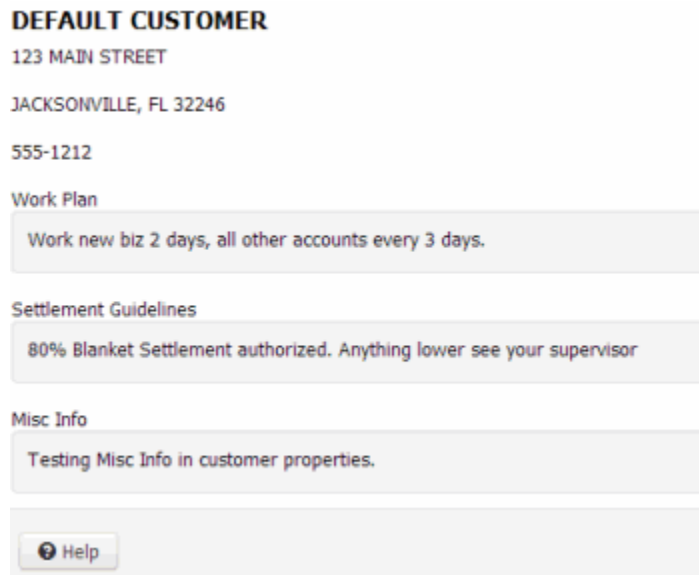 DEFAULT CUSTOMER
123 MAIN STREET
JACKSONVILLE, FL 32246
555-1212
Work Plan
Work new biz 2 days, all other accounts every 3 days.
Settlement Guidelines
80% Blanket Settlement authorized. Anything lower see your supervisor
Misc Info
Testing Misc Info in customer properties.
Help